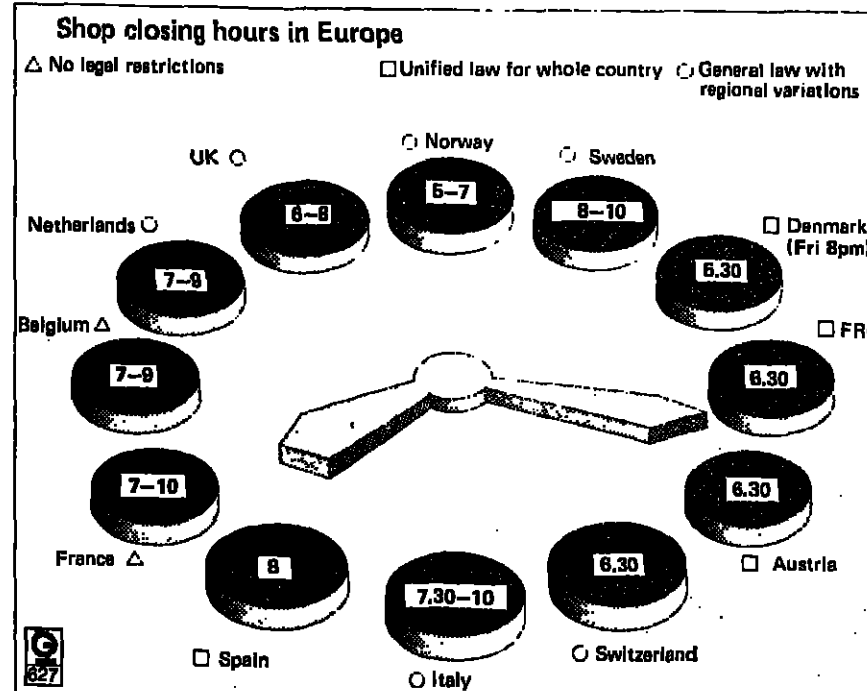 Shop closing hours in Europe
△ No legal restrictions
□ Unified law for whole country
○ General law with
regional variations
○ Norway
UK ○
○ Sweden
5–7
6–8
8–10
Netherlands ○
□ Denmark
(Fri 8pm)
7–9
6.30
Belgium △
□ FR
7–9
6.30
7–10
6.30
France △
□ Austria
8
6.30
7.30–10
□ Spain
○ Switzerland
○ Italy
G
627